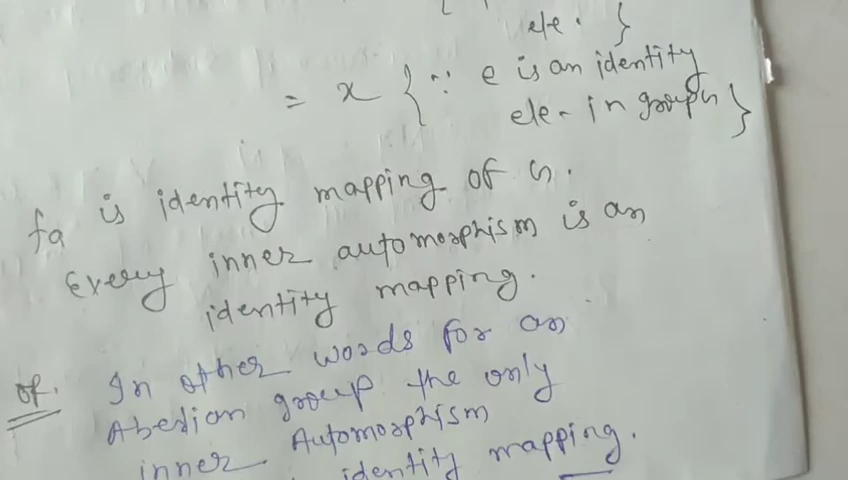 ele. }
= x { ∵ e is an identity
ele. in group G }
fa is identity mapping of G.
Every inner automorphism is an
identity mapping.
In other words for an
Abelian group the only
inner Automorphism
identity mapping.